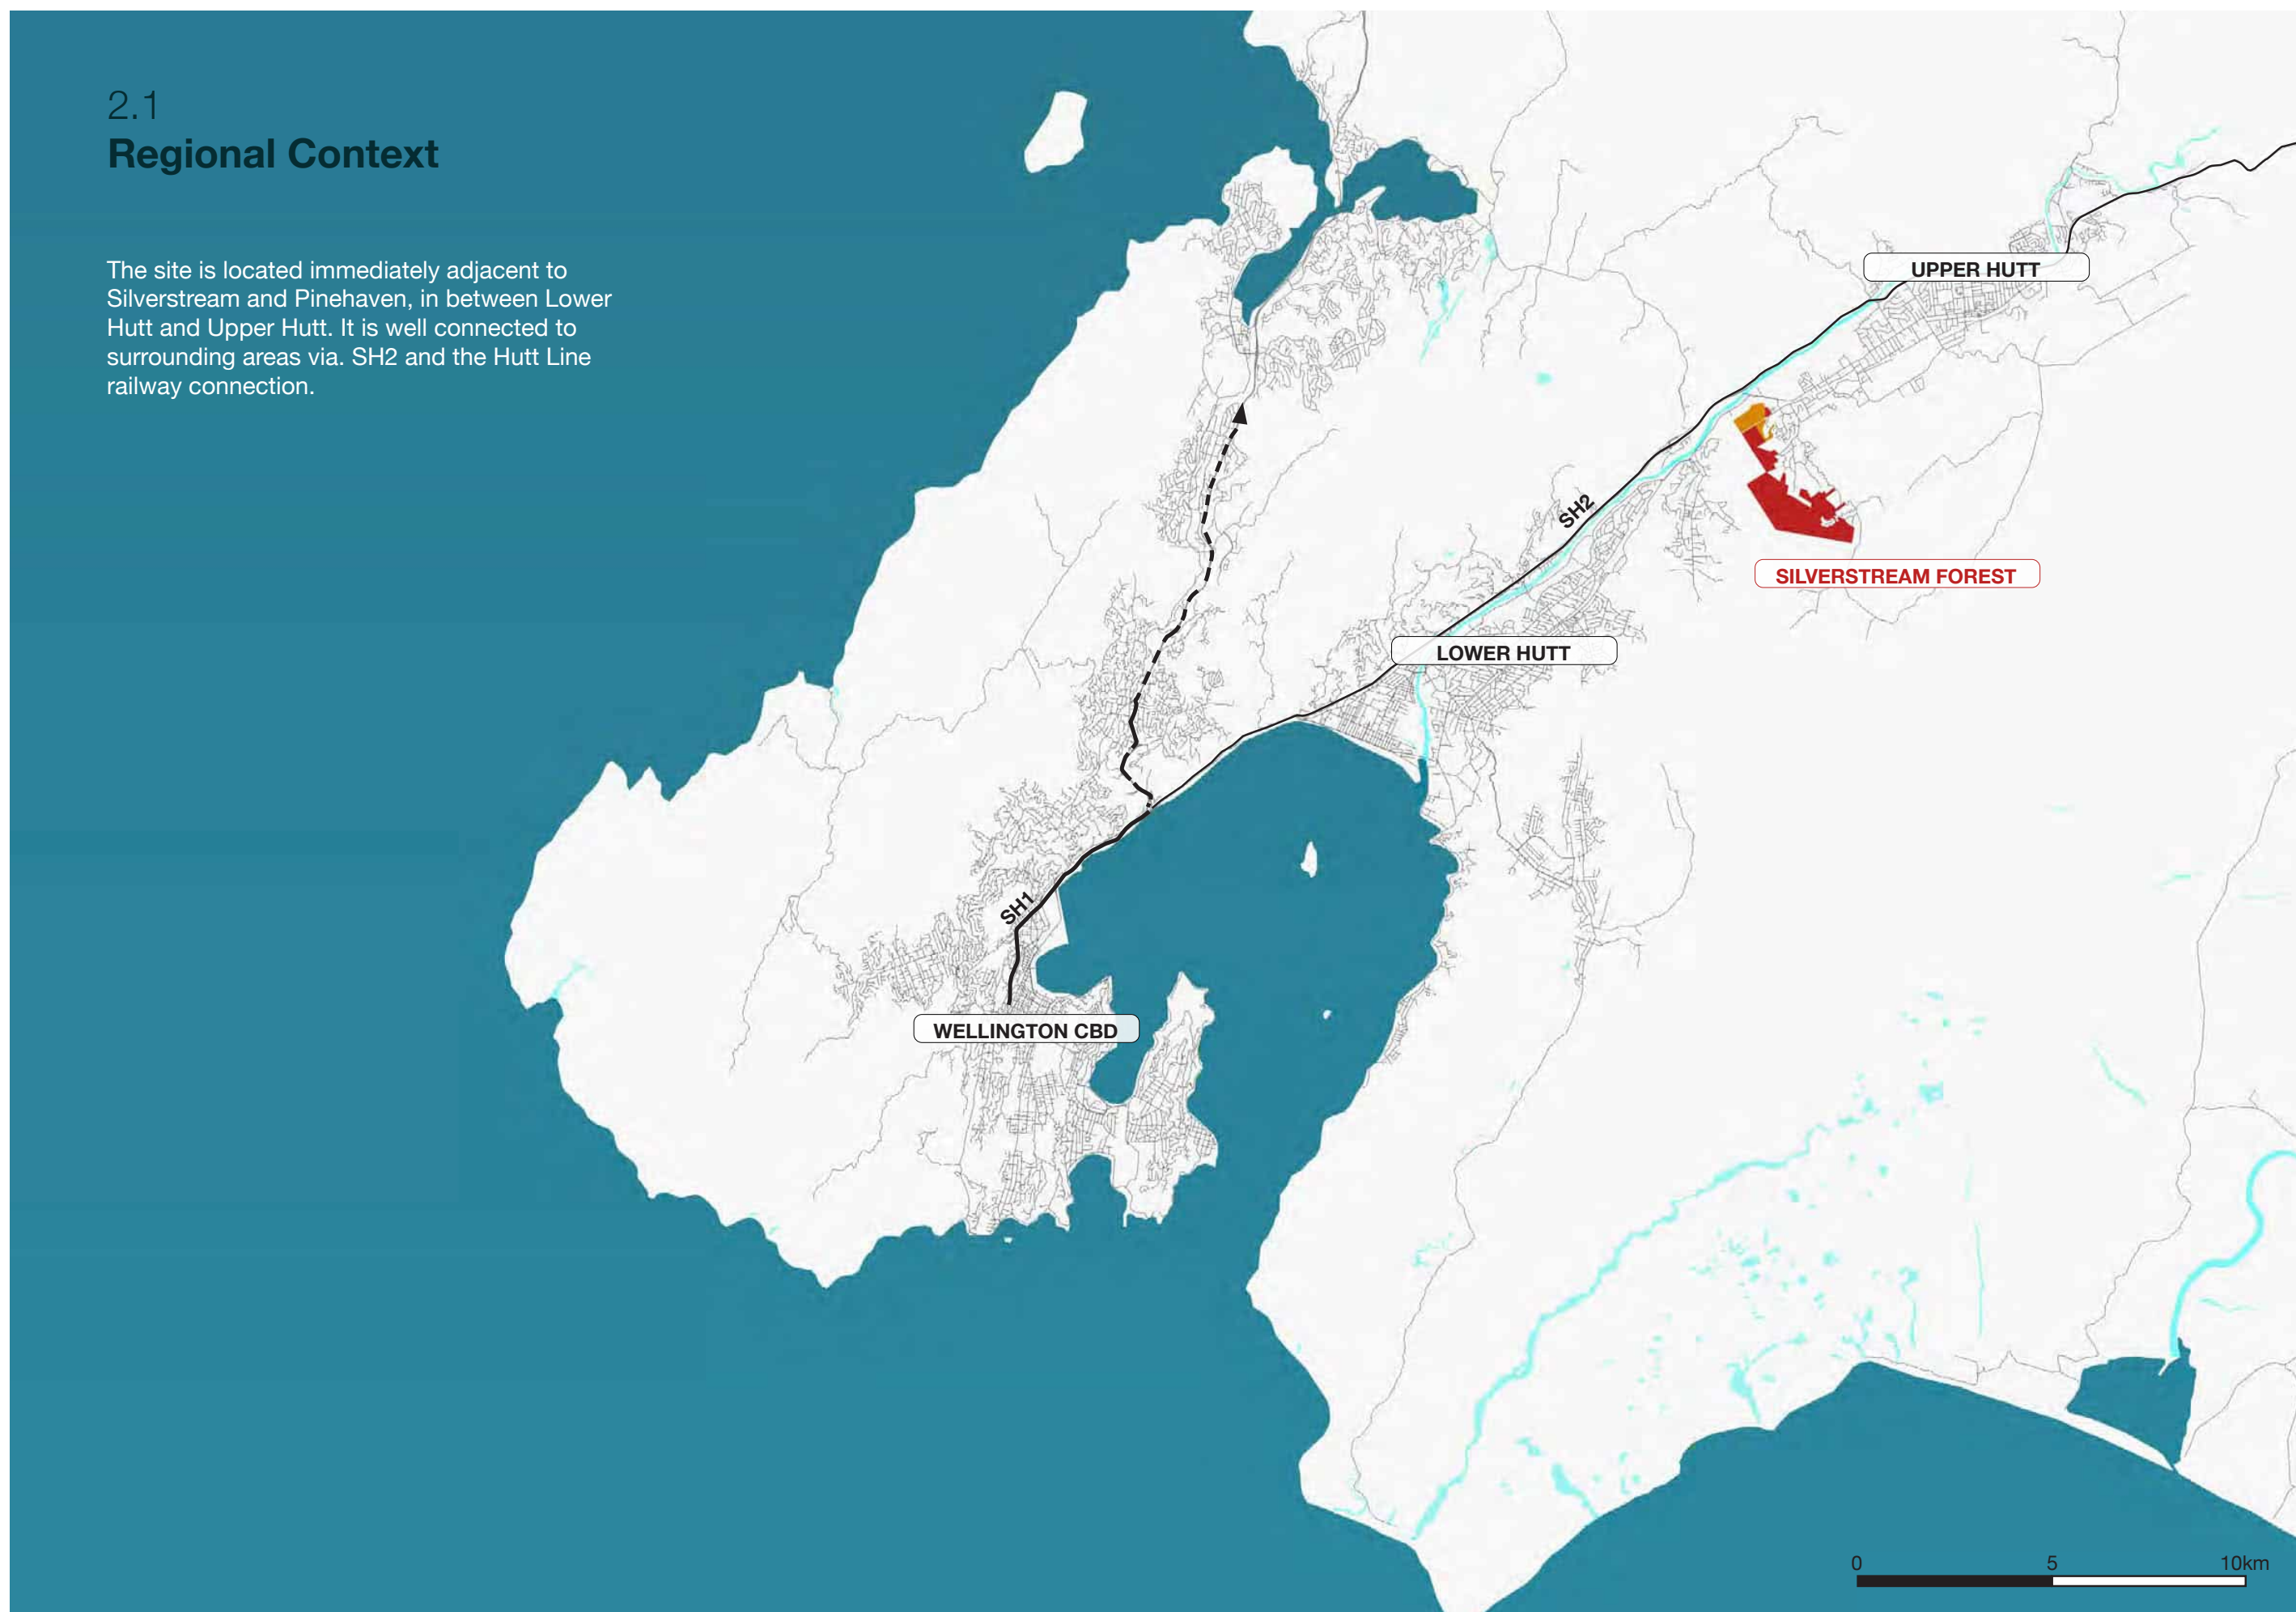 2.1
Regional Context
The site is located immediately adjacent to
Silverstream and Pinehaven, in between Lower
Hutt and Upper Hutt. It is well connected to
surrounding areas via. SH2 and the Hutt Line
railway connection.
UPPER HUTT
SH2
SILVERSTREAM FOREST
LOWER HUTT
SH1
WELLINGTON CBD
0 5 10km